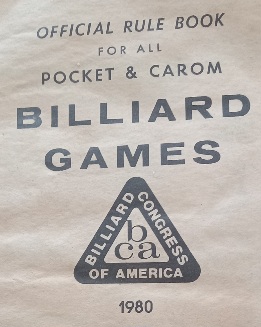 OFFICIAL RULE BOOK
FOR ALL
POCKET & CAROM
BILLIARD
GAMES
BILLIARD CONGRESS
OF AMERICA
bca
1980